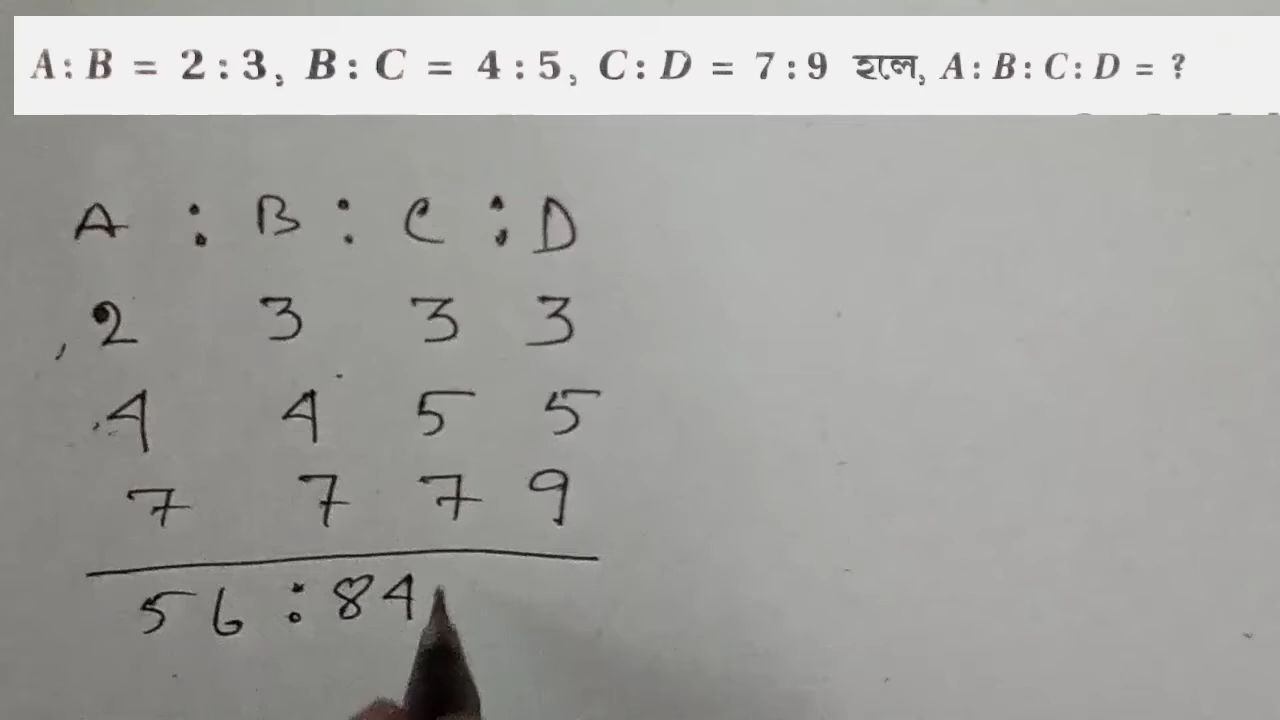 A : B = 2 : 3, B : C = 4 : 5, C : D = 7 : 9 হলে, A : B : C : D = ?
A : B : C : D
2 3 3 3
4 4 5 5
7 7 7 9
56 : 84